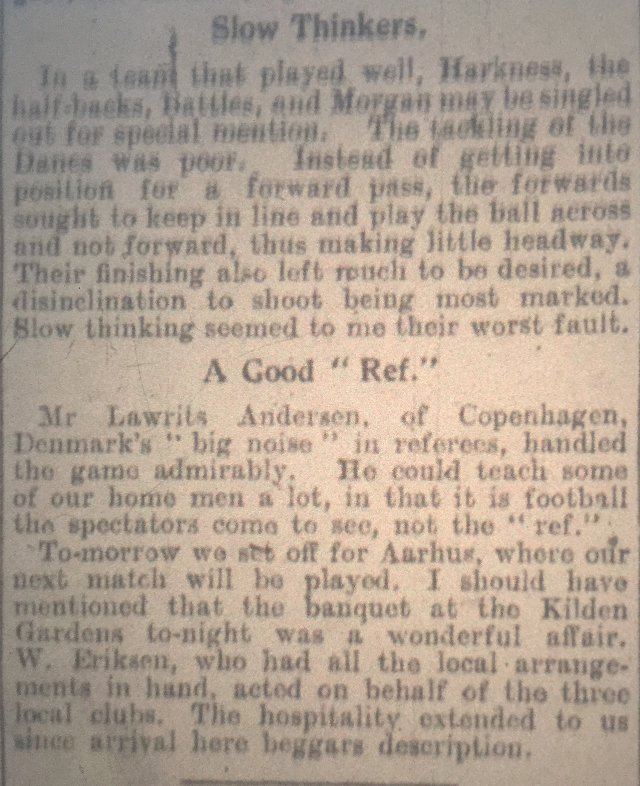 Slow Thinkers.
In a team that played well, Harkness, the
half-backs, Battles, and Morgan may be singled
out for special mention. The tackling of the
Danes was poor. Instead of getting into
position for a forward pass, the forwards
sought to keep in line and play the ball across
and not forward, thus making little headway.
Their finishing also left much to be desired, a
disinclination to shoot being most marked.
Slow thinking seemed to me their worst fault.
A Good "Ref."
Mr Lawrits Andersen, of Copenhagen,
Denmark's "big noise" in referees, handled
the game admirably. He could teach some
of our home men a lot, in that it is football
the spectators come to see, not the "ref."
To-morrow we set off for Aarhus, where our
next match will be played. I should have
mentioned that the banquet at the Kilden
Gardens to-night was a wonderful affair.
W. Eriksen, who had all the local arrange-
ments in hand, acted on behalf of the three
local clubs. The hospitality extended to us
since arrival here beggars description.